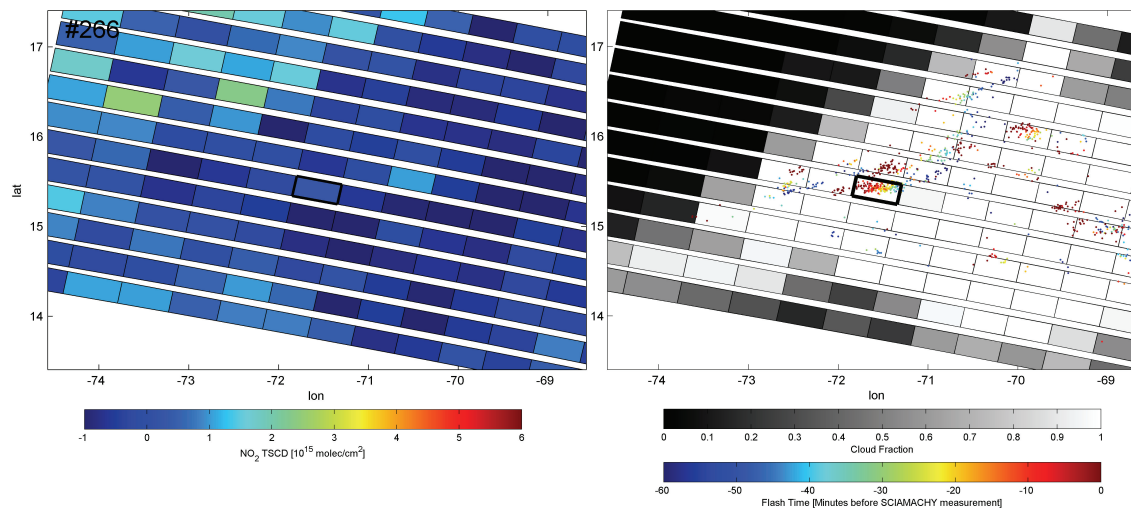 #266
17
16
15
14
lat
-74 -73 -72 -71 -70 -69
lon
-1 0 1 2 3 4 5 6
NO2 TSCD [10^15 molec/cm^2]
17
16
15
14
-74 -73 -72 -71 -70 -69
lon
0 0.1 0.2 0.3 0.4 0.5 0.6 0.7 0.8 0.9 1
Cloud Fraction
-60 -50 -40 -30 -20 -10 0
Flash Time [Minutes before SCIAMACHY measurement]